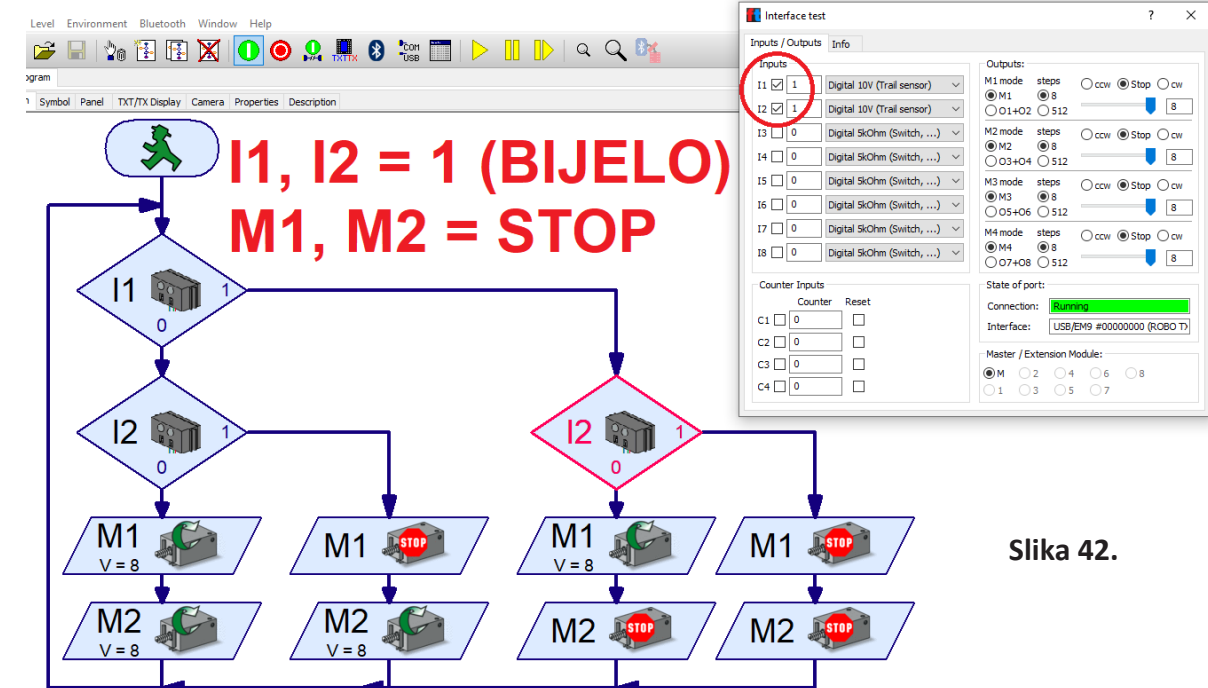 Level Environment Bluetooth Window Help
TXTTX
COM
USB
ogram
Symbol Panel TXT/TX Display Camera Properties Description
I1, I2 = 1 (BIJELO)
M1, M2 = STOP
I1
1
0
I2
1
0
I2
1
0
M1
V = 8
M1
STOP
M1
V = 8
M1
STOP
M2
V = 8
M2
V = 8
M2
STOP
M2
STOP
Slika 42.
Interface test
? X
Inputs / Outputs Info
Inputs
I1 1 Digital 10V (Trail sensor)
I2 1 Digital 10V (Trail sensor)
I3 0 Digital 5kOhm (Switch, ...)
I4 0 Digital 5kOhm (Switch, ...)
I5 0 Digital 5kOhm (Switch, ...)
I6 0 Digital 5kOhm (Switch, ...)
I7 0 Digital 5kOhm (Switch, ...)
I8 0 Digital 5kOhm (Switch, ...)
Counter Inputs
Counter Reset
C1 0
C2 0
C3 0
C4 0
Outputs:
M1 mode steps ccw Stop cw
M1 8
O1+O2 512 8
M2 mode steps ccw Stop cw
M2 8
O3+O4 512 8
M3 mode steps ccw Stop cw
M3 8
O5+O6 512 8
M4 mode steps ccw Stop cw
M4 8
O7+O8 512 8
State of port:
Connection: Running
Interface: USB/EM9 #00000000 (ROBO T
Master / Extension Module:
M 2 4 6 8
1 3 5 7